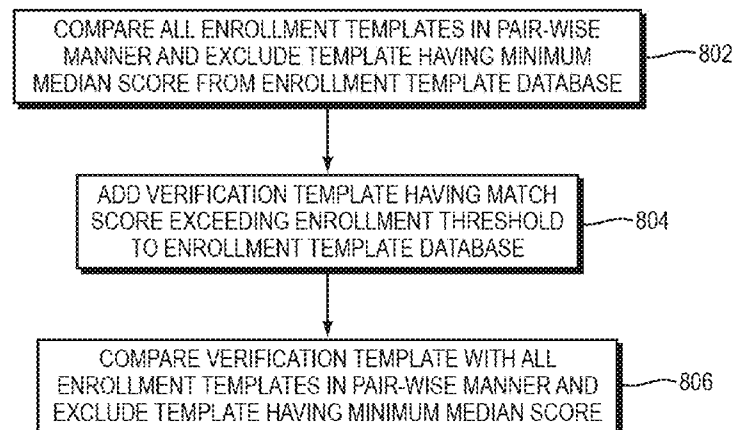 COMPARE ALL ENROLLMENT TEMPLATES IN PAIR-WISE
MANNER AND EXCLUDE TEMPLATE HAVING MINIMUM
MEDIAN SCORE FROM ENROLLMENT TEMPLATE DATABASE
802
ADD VERIFICATION TEMPLATE HAVING MATCH
SCORE EXCEEDING ENROLLMENT THRESHOLD
TO ENROLLMENT TEMPLATE DATABASE
804
COMPARE VERIFICATION TEMPLATE WITH ALL
ENROLLMENT TEMPLATES IN PAIR-WISE MANNER AND
EXCLUDE TEMPLATE HAVING MINIMUM MEDIAN SCORE
806